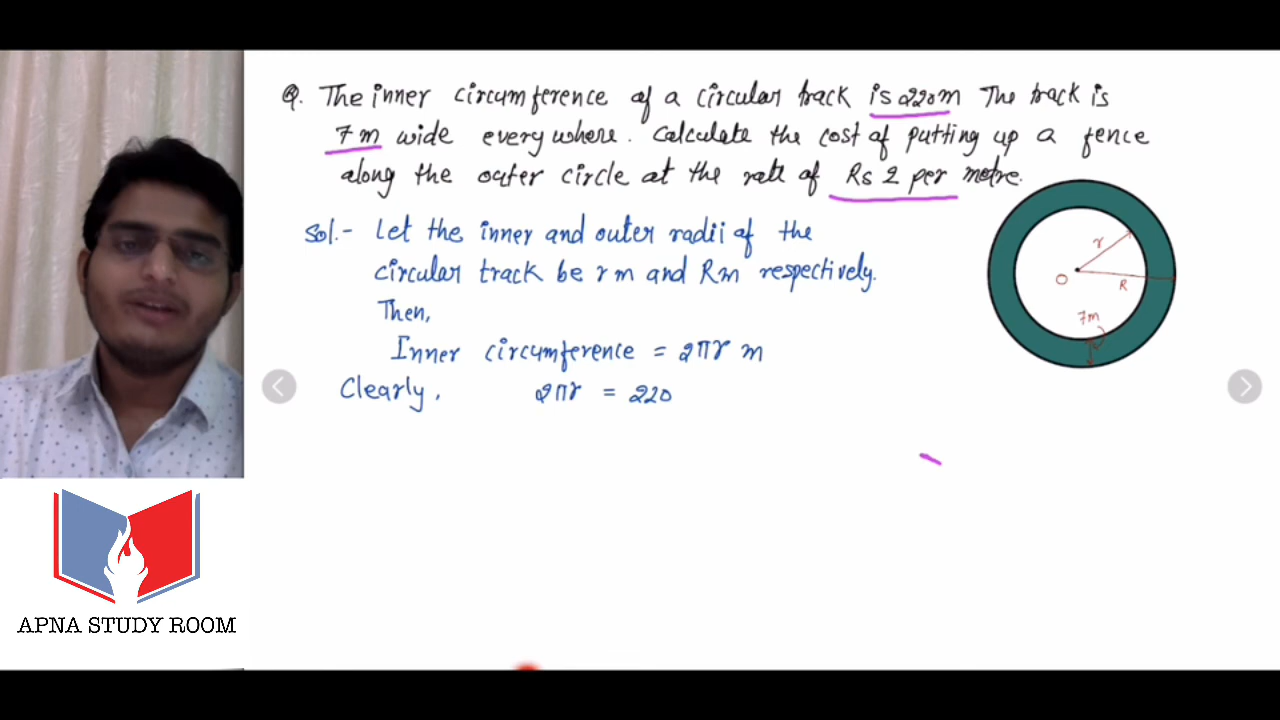 Q. The inner circumference of a circular track is 220m The track is
7 m wide everywhere. Calculate the cost of putting up a fence
along the outer circle at the rate of Rs 2 per metre.
Sol.- Let the inner and outer radii of the
circular track be r m and R m respectively.
Then,
Inner circumference = 2πr m
Clearly, 2πr = 220
r
O
R
7m
APNA STUDY ROOM